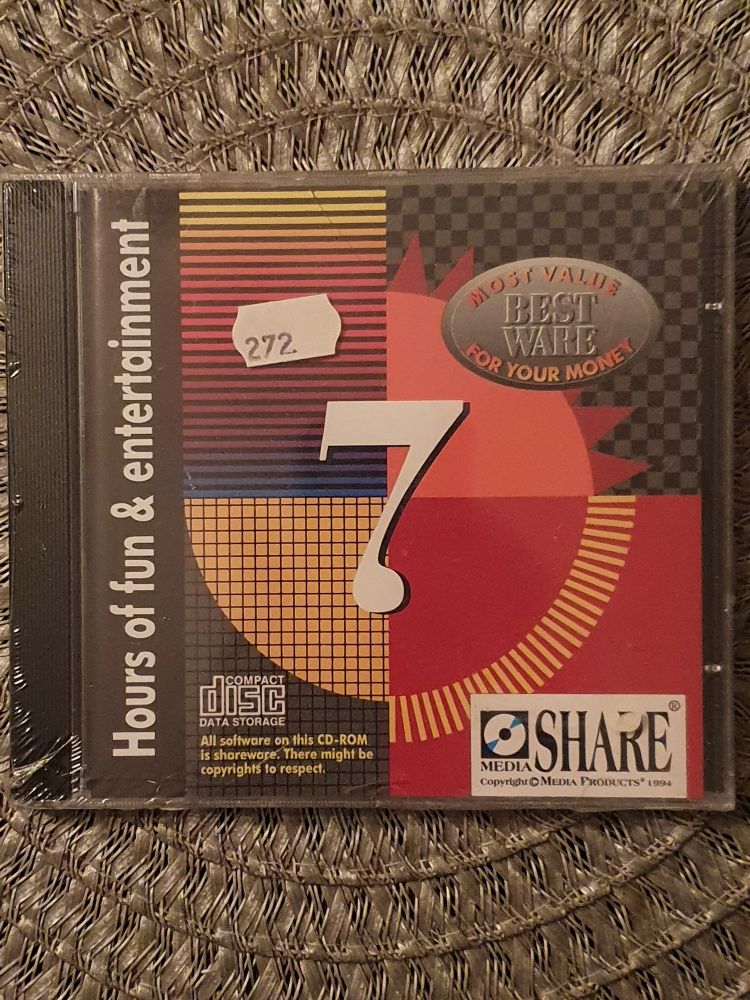 Hours of fun & entertainment
272
MOST VALUE
BEST
WARE
FOR YOUR MONEY
7
COMPACT
disc
DATA STORAGE
All software on this CD-ROM
is shareware. There might be
copyrights to respect.
MEDIA SHARE®
Copyright © MEDIA PRODUCTS® 1994